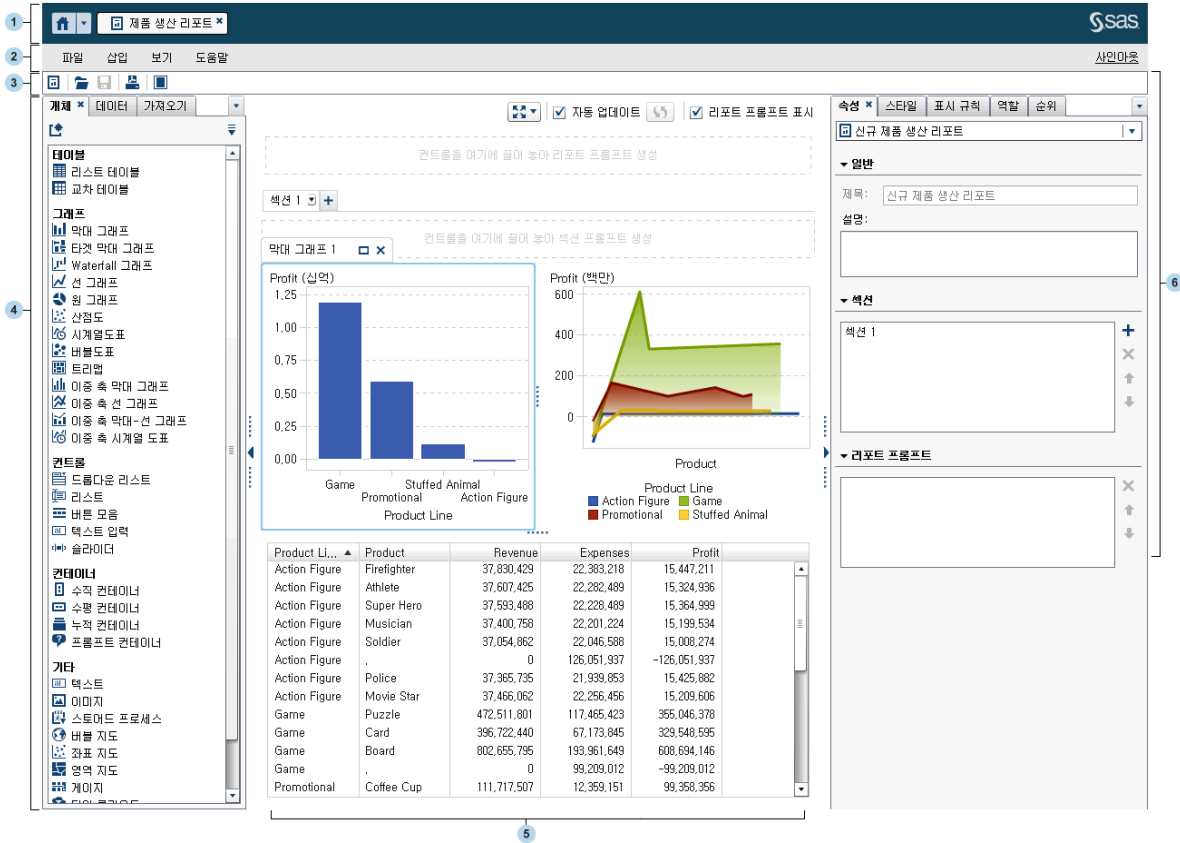 1
제품 생산 리포트
sas
2
파일 삽입 보기 도움말
사인아웃
3
4
개체 데이터 가져오기
테이블
리스트 테이블
교차 테이블
그래프
막대 그래프
타겟 막대 그래프
Waterfall 그래프
선 그래프
원 그래프
산점도
시계열도표
버블도표
트리맵
이중 축 막대 그래프
이중 축 선 그래프
이중 축 막대-선 그래프
이중 축 시계열 도표
컨트롤
드롭다운 리스트
리스트
버튼 모음
텍스트 입력
슬라이더
컨테이너
수직 컨테이너
수평 컨테이너
누적 컨테이너
프롬프트 컨테이너
기타
텍스트
이미지
스토어드 프로세스
버블 지도
좌표 지도
영역 지도
게이지
자동 업데이트
리포트 프롬프트 표시
컨트롤을 여기에 끌어 놓아 리포트 프롬프트 생성
섹션 1
컨트롤을 여기에 끌어 놓아 섹션 프롬프트 생성
막대 그래프 1
Profit (십억)
1,25
1,00
0,75
0,50
0,25
0,00
Game Stuffed Animal
Promotional Action Figure
Product Line
Profit (백만)
600
400
200
0
Product
Product Line
Action Figure Game
Promotional Stuffed Animal
Product Li... Product Revenue Expenses Profit
Action Figure Firefighter 37,830,429 22,383,218 15,447,211
Action Figure Athlete 37,607,425 22,282,489 15,324,936
Action Figure Super Hero 37,593,488 22,228,489 15,364,999
Action Figure Musician 37,400,758 22,201,224 15,199,534
Action Figure Soldier 37,054,862 22,046,588 15,008,274
Action Figure . 0 126,051,937 -126,051,937
Action Figure Police 37,365,735 21,939,853 15,425,882
Action Figure Movie Star 37,466,062 22,256,456 15,209,606
Game Puzzle 472,511,801 117,465,423 355,046,378
Game Card 396,722,440 67,173,845 329,548,595
Game Board 802,655,795 193,961,649 608,694,146
Game . 0 99,209,012 -99,209,012
Promotional Coffee Cup 111,717,507 12,359,151 99,358,356
5
속성 스타일 표시 규칙 역할 순위
신규 제품 생산 리포트
일반
제목: 신규 제품 생산 리포트
설명:
섹션
섹션 1
리포트 프롬프트
6